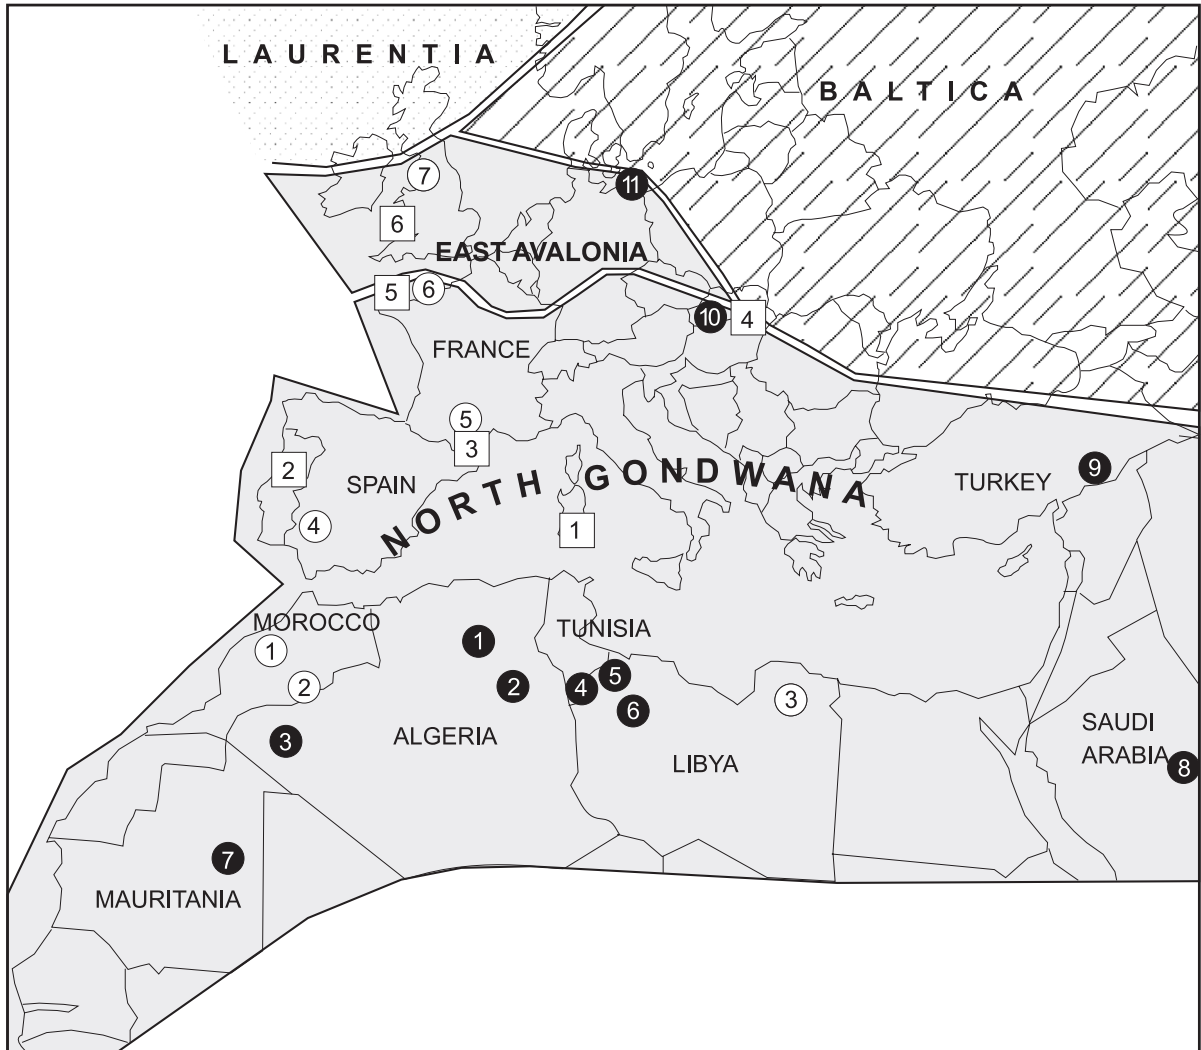 LAURENTIA
BALTICA
7
11
6
EAST AVALONIA
5
6
10
4
FRANCE
5
3
2
SPAIN
NORTH GONDWANA
TURKEY
9
4
1
MOROCCO
TUNISIA
1
1
2
2
4
5
6
3
3
ALGERIA
LIBYA
SAUDI
ARABIA
8
7
MAURITANIA